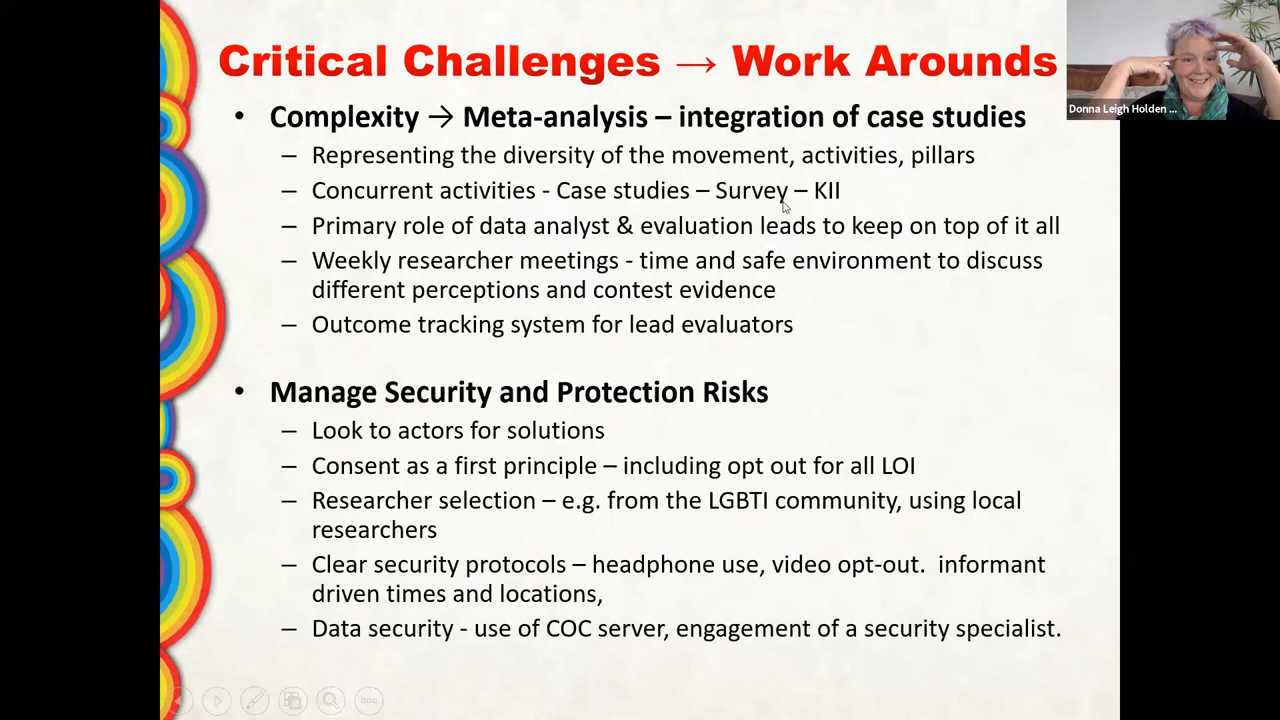 Critical Challenges → Work Arounds
Donna Leigh Holden ...
• Complexity → Meta-analysis – integration of case studies
– Representing the diversity of the movement, activities, pillars
– Concurrent activities - Case studies – Survey – KII
– Primary role of data analyst & evaluation leads to keep on top of it all
– Weekly researcher meetings - time and safe environment to discuss
different perceptions and contest evidence
– Outcome tracking system for lead evaluators
• Manage Security and Protection Risks
– Look to actors for solutions
– Consent as a first principle – including opt out for all LOI
– Researcher selection – e.g. from the LGBTI community, using local
researchers
– Clear security protocols – headphone use, video opt-out.  informant
driven times and locations,
– Data security - use of COC server, engagement of a security specialist.